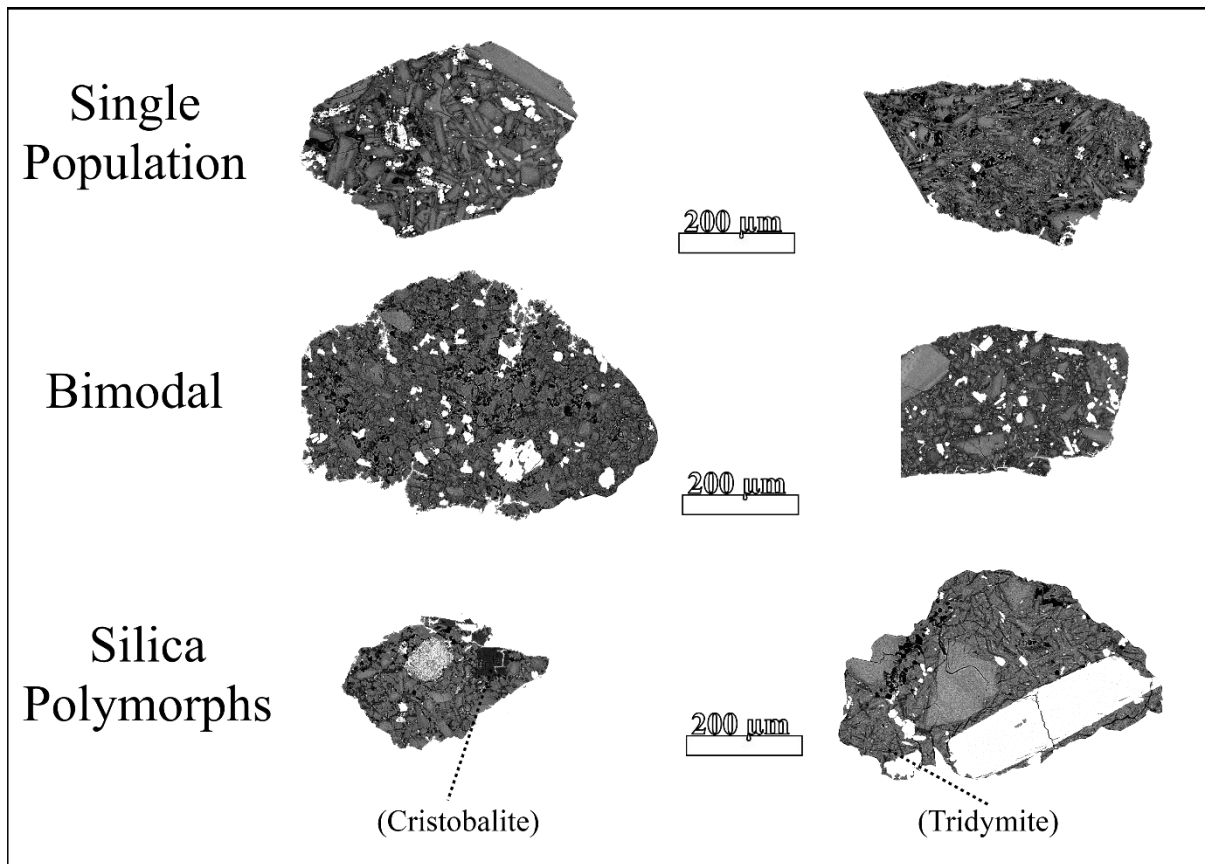 Single
Population
200 µm
Bimodal
200 µm
Silica
Polymorphs
200 µm
(Cristobalite)
(Tridymite)